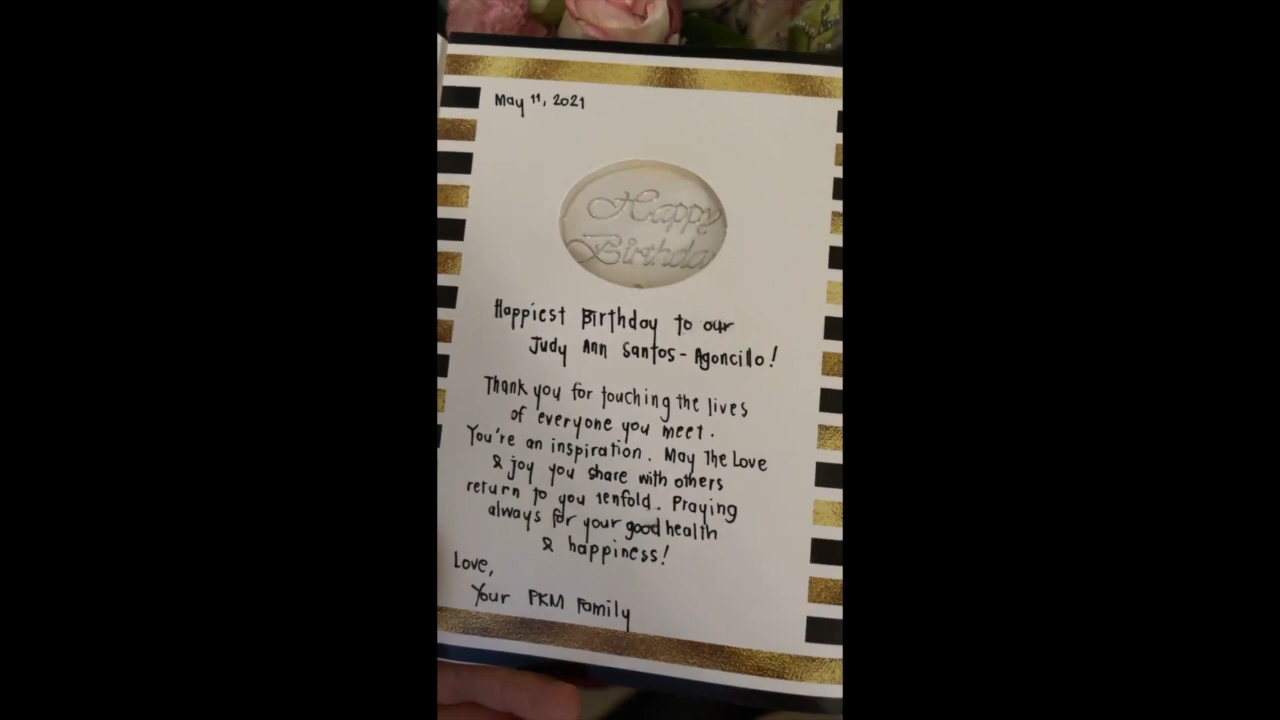 May 11, 2021
Happy
Birthday
Happiest Birthday to our
Judy Ann Santos-Agoncillo!
Thank you for touching the lives
of everyone you meet.
You're an inspiration. May The Love
& joy you share with others
return to you tenfold. Praying
always for your good health
& happiness!
Love,
Your PKM Family